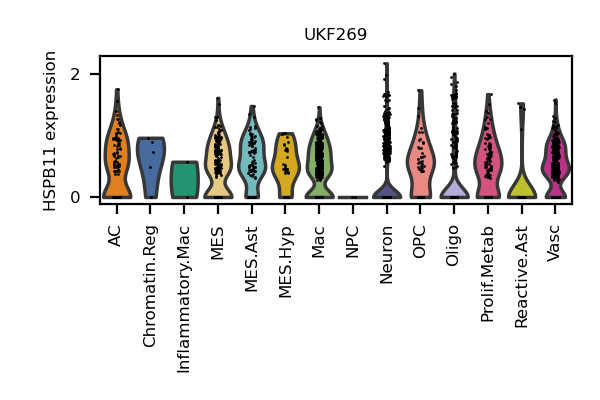 UKF269
HSPB11 expression
2
0
AC
Chromatin.Reg
Inflammatory.Mac
MES
MES.Ast
MES.Hyp
Mac
NPC
Neuron
OPC
Oligo
Prolif.Metab
Reactive.Ast
Vasc